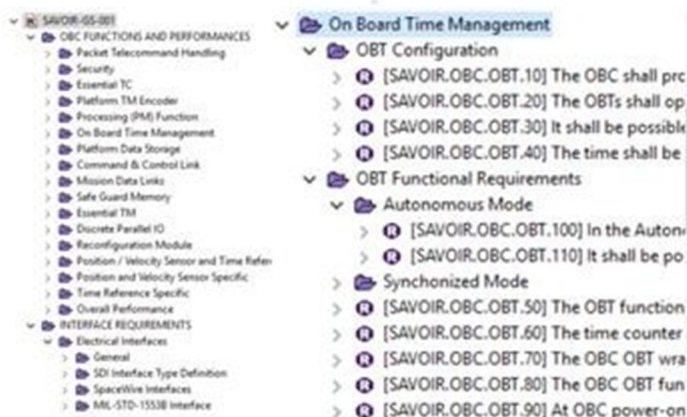 SAVOIR-GS-001
OBC FUNCTIONS AND PERFORMANCES
Packet Telecommand Handling
Security
Essential TC
Platform TM Encoder
Processing (PM) Function
On Board Time Management
Platform Data Storage
Command & Control Link
Mission Data Links
Safe Guard Memory
Essential TM
Discrete Parallel IO
Reconfiguration Module
Position / Velocity Sensor and Time Refer
Position and Velocity Sensor Specific
Time Reference Specific
Overall Performance
INTERFACE REQUIREMENTS
Electrical Interfaces
General
SDI Interface Type Definition
SpaceWire Interfaces
MIL-STD-1553B Interface
On Board Time Management
OBT Configuration
R [SAVOIR.OBC.OBT.10] The OBC shall pro
R [SAVOIR.OBC.OBT.20] The OBTs shall op
R [SAVOIR.OBC.OBT.30] It shall be possible
R [SAVOIR.OBC.OBT.40] The time shall be
OBT Functional Requirements
Autonomous Mode
R [SAVOIR.OBC.OBT.100] In the Auton
R [SAVOIR.OBC.OBT.110] It shall be po
Synchonized Mode
R [SAVOIR.OBC.OBT.50] The OBT function
R [SAVOIR.OBC.OBT.60] The time counter
R [SAVOIR.OBC.OBT.70] The OBC OBT wra
R [SAVOIR.OBC.OBT.80] The OBC OBT fun
R [SAVOIR.OBC.OBT.90] At OBC power-on